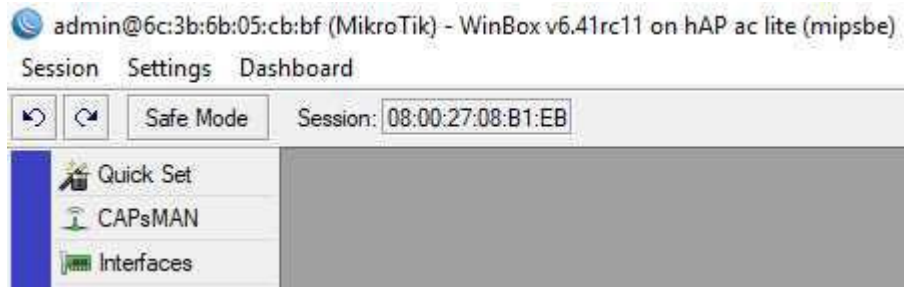 admin@6c:3b:6b:05:cb:bf (MikroTik) - WinBox v6.41rc11 on hAP ac lite (mipsbe)
Session Settings Dashboard
Safe Mode Session: 08:00:27:08:B1:EB
Quick Set
CAPsMAN
Interfaces